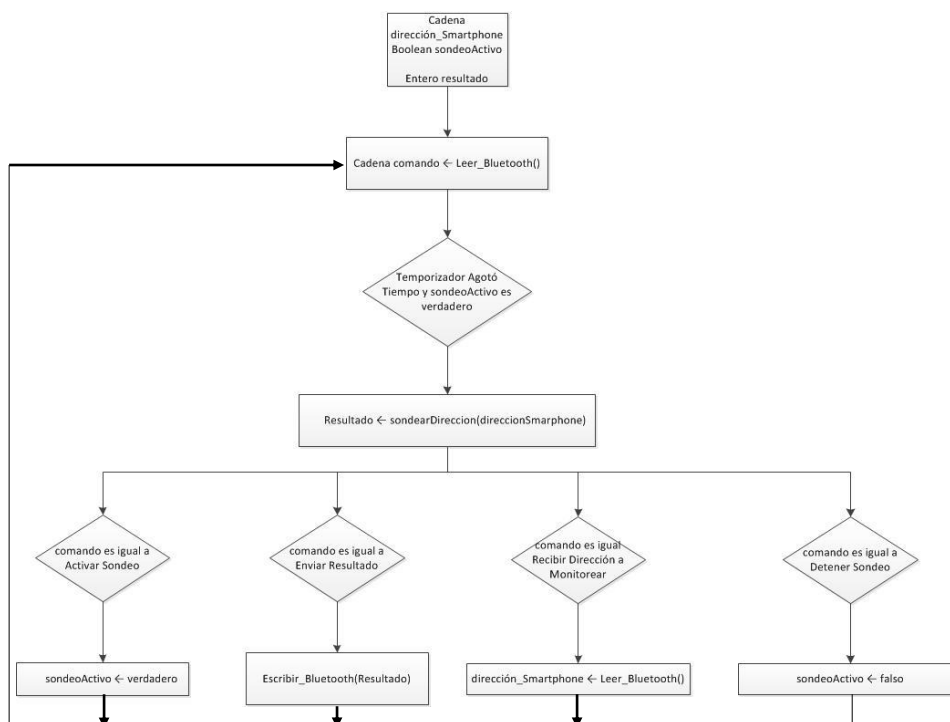 Cadena
dirección_Smartphone
Boolean sondeoActivo
Entero resultado
Cadena comando ← Leer_Bluetooth()
Temporizador Agotó
Tiempo y sondeoActivo es
verdadero
Resultado ← sondearDireccion(direccionSmarphone)
comando es igual a
Activar Sondeo
comando es igual a
Enviar Resultado
comando es igual
Recibir Dirección a
Monitorear
comando es igual a
Detener Sondeo
sondeoActivo ← verdadero
Escribir_Bluetooth(Resultado)
dirección_Smartphone ← Leer_Bluetooth()
sondeoActivo ← falso